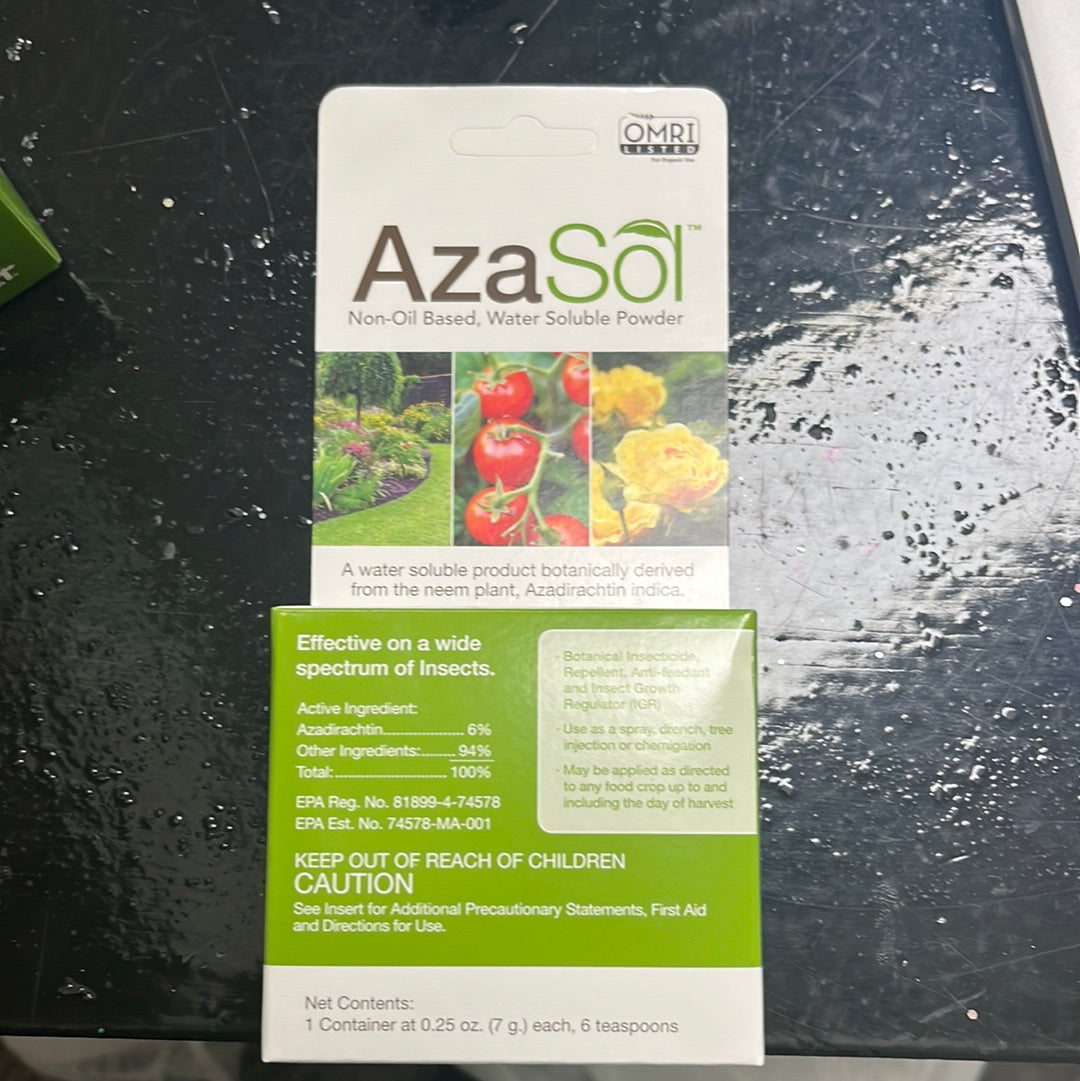 OMRI
LISTED
For Organic Use
AzaSol™
Non-Oil Based, Water Soluble Powder
A water soluble product botanically derived
from the neem plant, Azadirachtin indica.
Effective on a wide
spectrum of Insects.
Active Ingredient:
Azadirachtin..................... 6%
Other Ingredients:........ 94%
Total:............................. 100%
EPA Reg. No. 81899-4-74578
EPA Est. No. 74578-MA-001
· Botanical Insecticide,
Repellent, Anti-feedant
and Insect Growth
Regulator (IGR)
· Use as a spray, drench, tree
injection or chemigation
· May be applied as directed
to any food crop up to and
including the day of harvest
KEEP OUT OF REACH OF CHILDREN
CAUTION
See Insert for Additional Precautionary Statements, First Aid
and Directions for Use.
Net Contents:
1 Container at 0.25 oz. (7 g.) each, 6 teaspoons